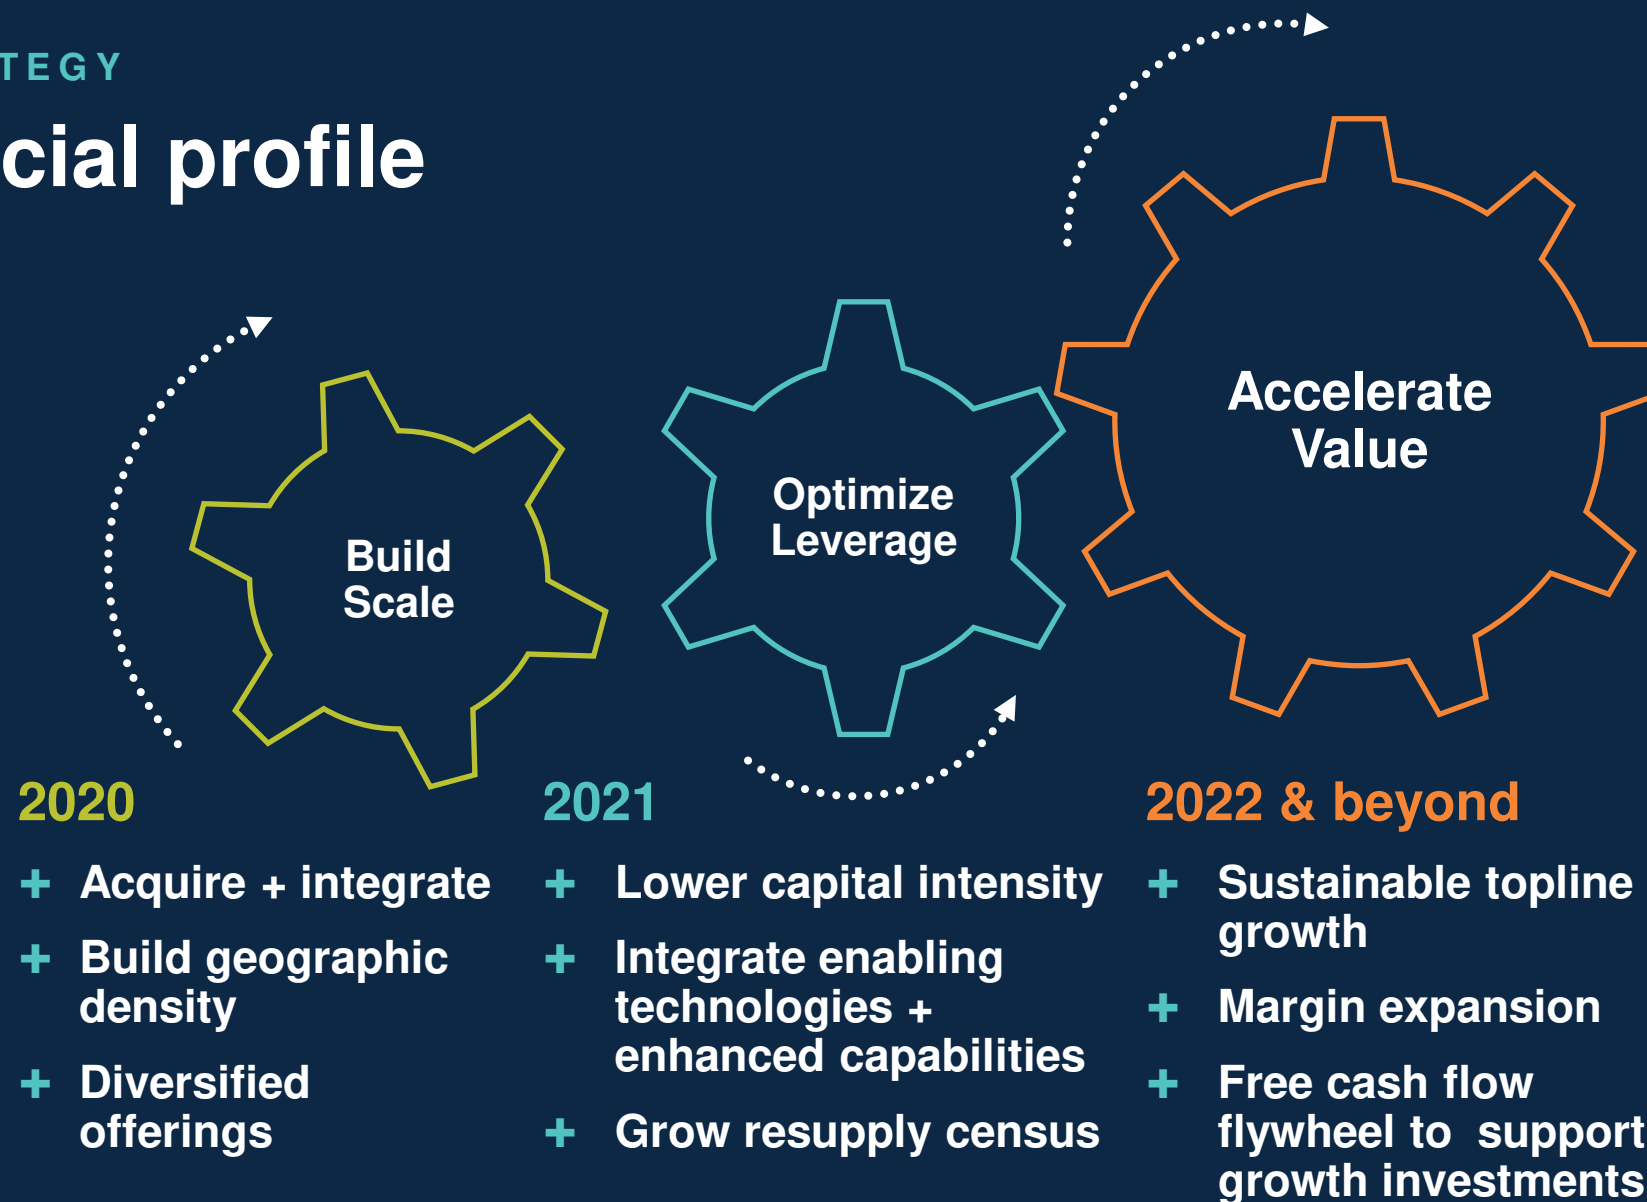 TEGY
cial profile
Build
Scale
Optimize
Leverage
Accelerate
Value
2020
+ Acquire + integrate
+ Build geographic
density
+ Diversified
offerings
2021
+ Lower capital intensity
+ Integrate enabling
technologies +
enhanced capabilities
+ Grow resupply census
2022 & beyond
+ Sustainable topline
growth
+ Margin expansion
+ Free cash flow
flywheel to support
growth investments